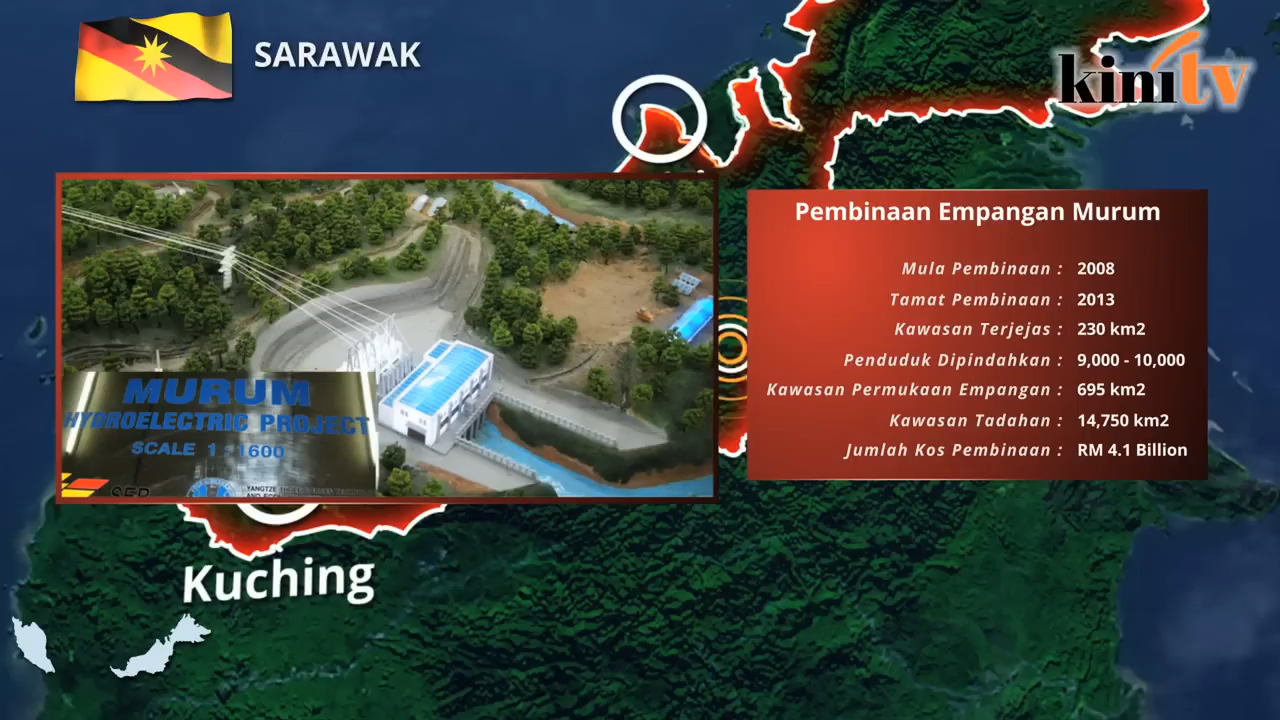 SARAWAK
kinitv
Pembinaan Empangan Murum
Mula Pembinaan : 2008
Tamat Pembinaan : 2013
Kawasan Terjejas : 230 km2
Penduduk Dipindahkan : 9,000 - 10,000
Kawasan Permukaan Empangan : 695 km2
Kawasan Tadahan : 14,750 km2
Jumlah Kos Pembinaan : RM 4.1 Billion
MURUM
HYDROELECTRIC PROJECT
SCALE 1 : 1600
SEB
YANGTZE
Kuching